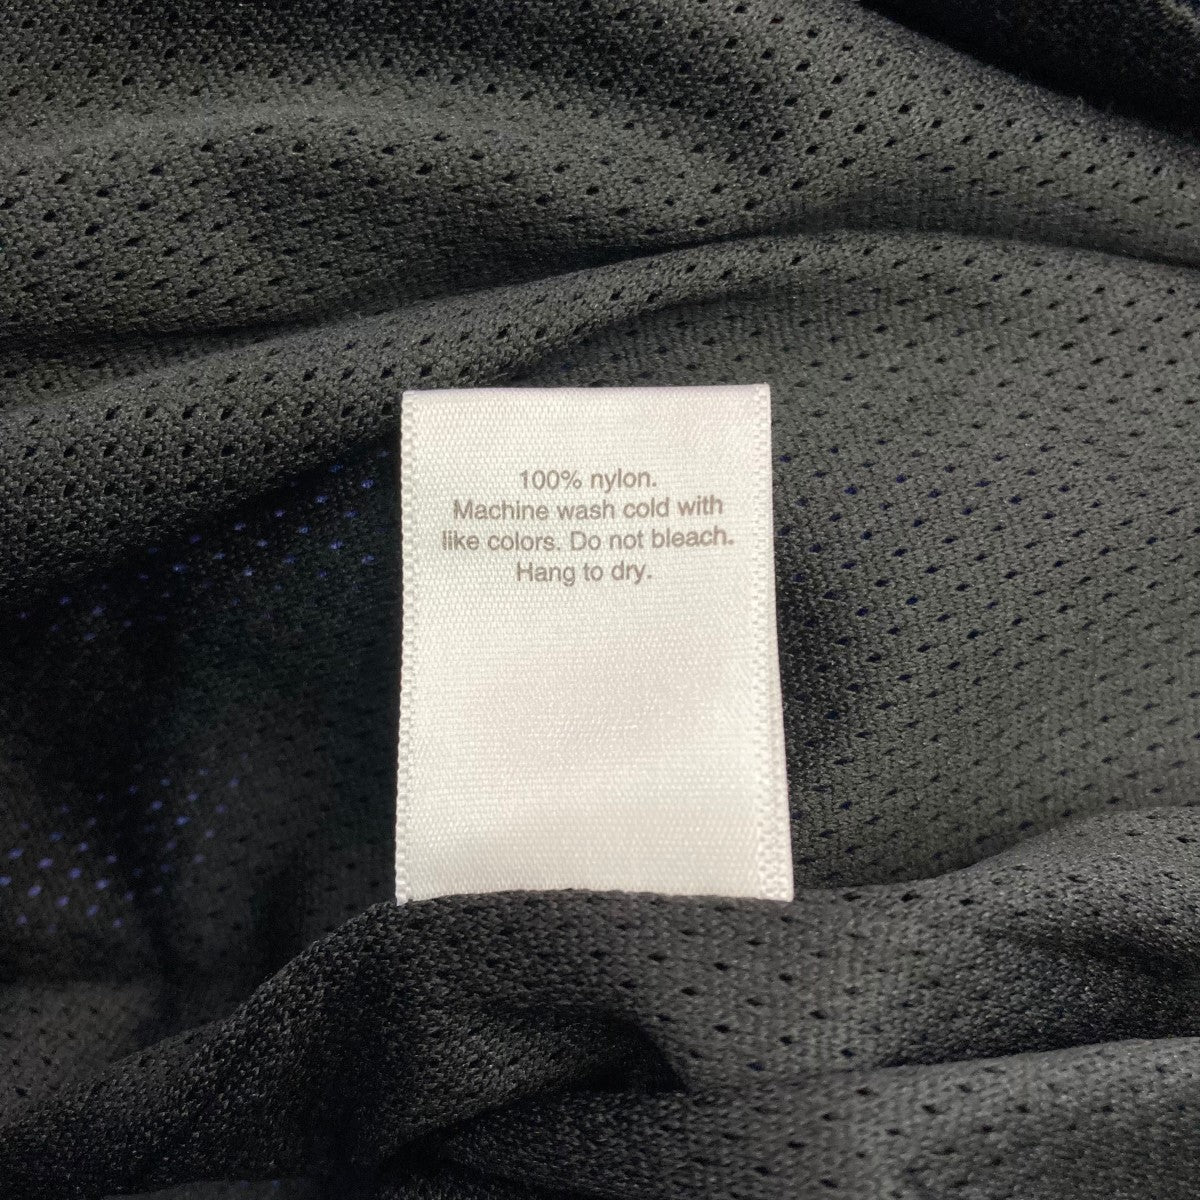 100% nylon.
Machine wash cold with
like colors. Do not bleach.
Hang to dry.